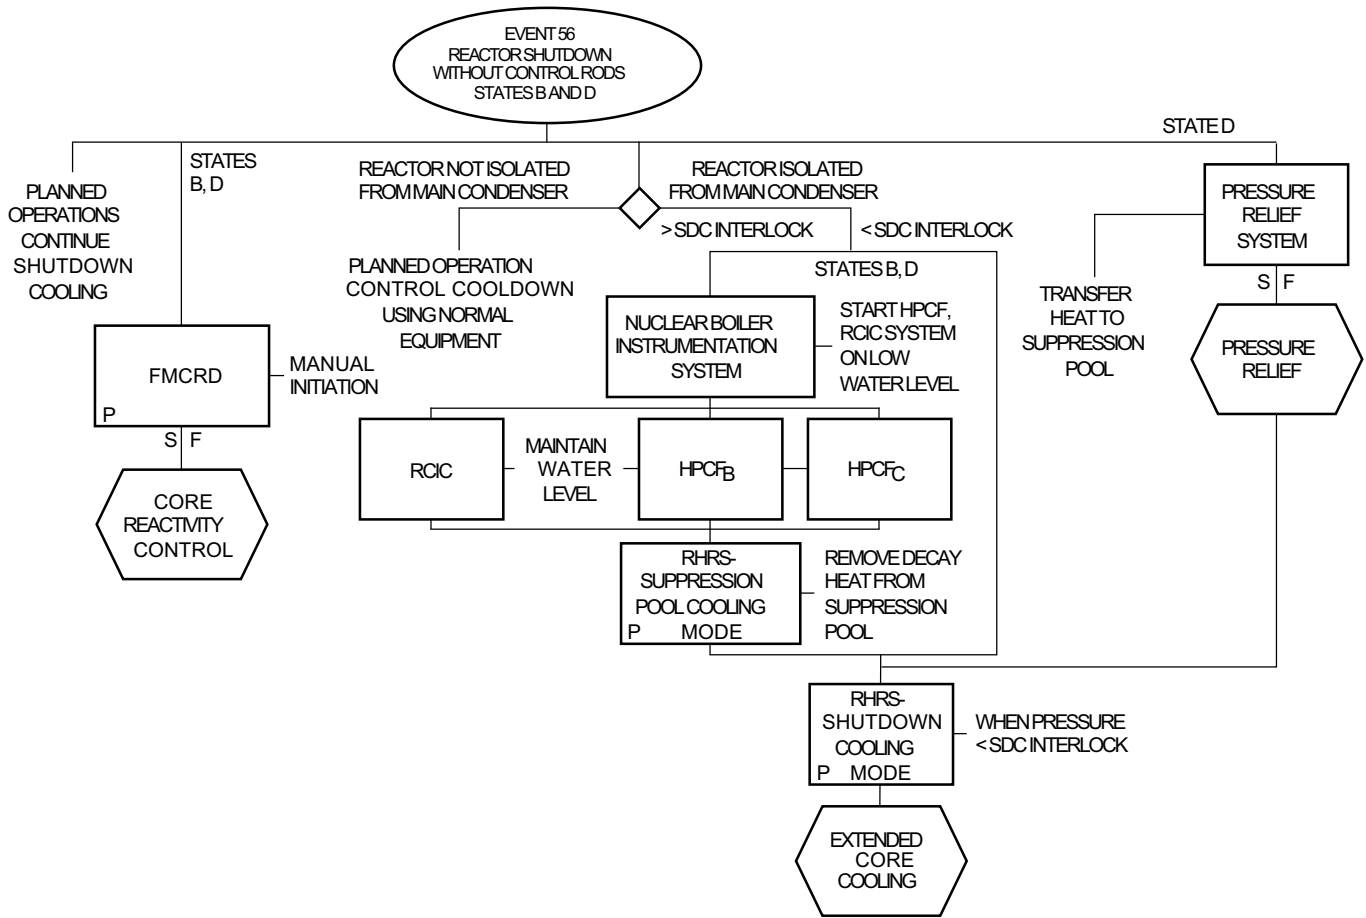 EVENT 56
REACTOR SHUTDOWN
WITHOUT CONTROL RODS
STATES B AND D
STATE D
STATES
B, D
PLANNED
OPERATIONS
CONTINUE
SHUTDOWN
COOLING
REACTOR NOT ISOLATED
FROM MAIN CONDENSER
REACTOR ISOLATED
FROM MAIN CONDENSER
> SDC INTERLOCK
< SDC INTERLOCK
STATES B, D
PLANNED OPERATION
CONTROL COOLDOWN
USING NORMAL
EQUIPMENT
PRESSURE
RELIEF
SYSTEM
S F
TRANSFER
HEAT TO
SUPPRESSION
POOL
PRESSURE
RELIEF
NUCLEAR BOILER
INSTRUMENTATION
SYSTEM
START HPCF,
RCIC SYSTEM
ON LOW
WATER LEVEL
FMCRD
P
MANUAL
INITIATION
S F
CORE
REACTIVITY
CONTROL
RCIC
MAINTAIN
WATER
LEVEL
HPCFB
HPCFC
RHRS-
SUPPRESSION
POOL COOLING
P MODE
REMOVE DECAY
HEAT FROM
SUPPRESSION
POOL
RHRS-
SHUTDOWN
COOLING
P MODE
WHEN PRESSURE
< SDC INTERLOCK
EXTENDED
CORE
COOLING